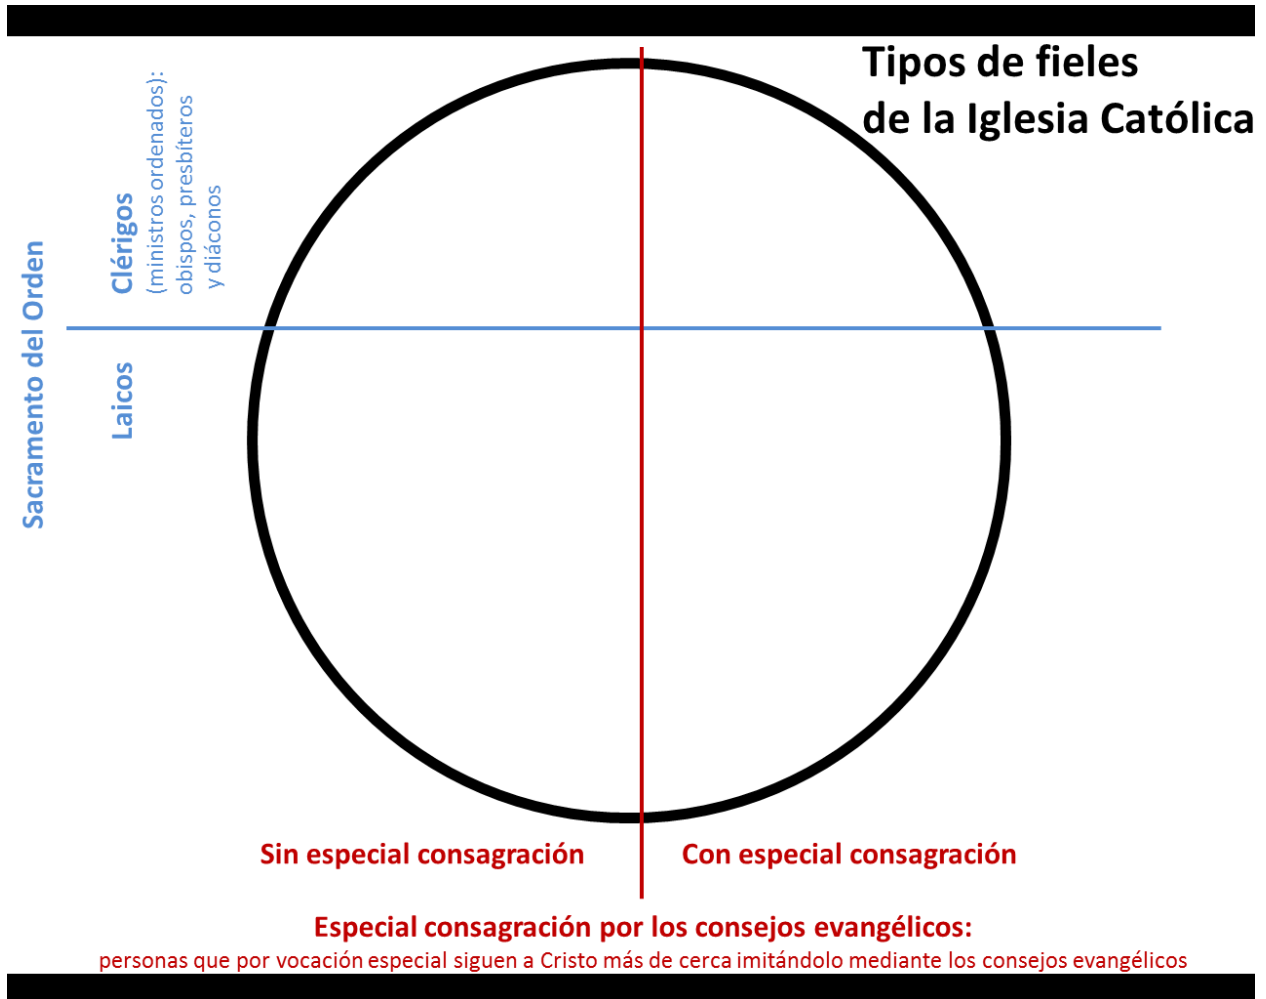 Tipos de fieles
de la Iglesia Católica
Sacramento del Orden
Clérigos
(ministros ordenados):
obispos, presbíteros
y diáconos
Laicos
Sin especial consagración
Con especial consagración
Especial consagración por los consejos evangélicos:
personas que por vocación especial siguen a Cristo más de cerca imitándolo mediante los consejos evangélicos